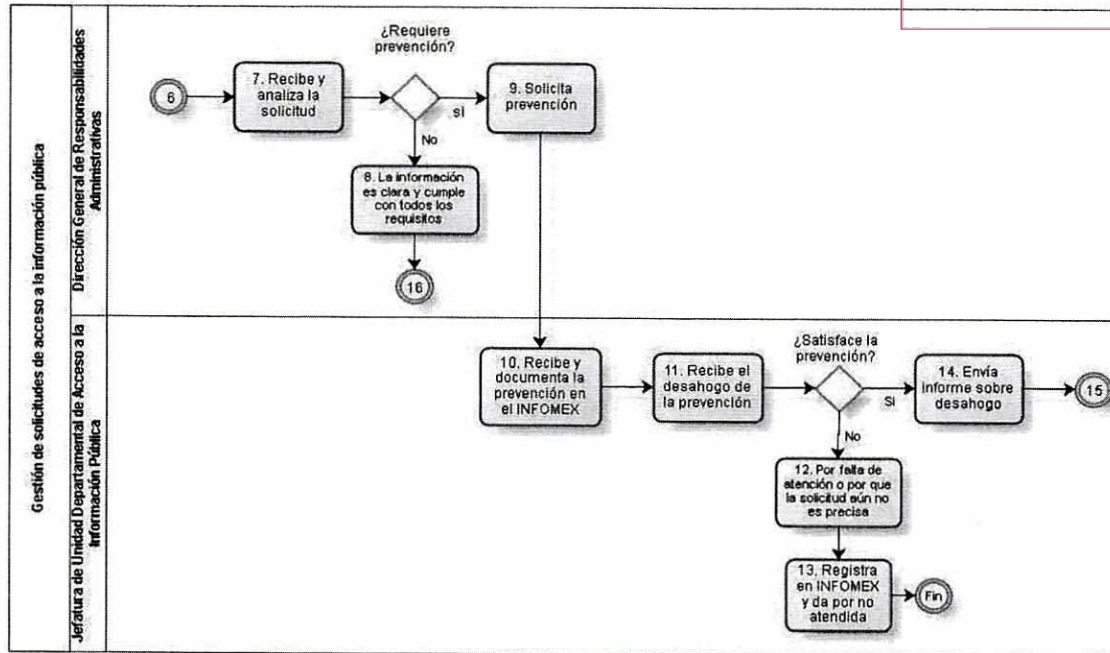 Gestión de solicitudes de acceso a la información pública
Dirección General de Responsabilidades
Administrativas
¿Requiere
prevención?
6
7. Recibe y
analiza la
solicitud
sí
9. Solicita
prevención
No
8. La información
es clara y cumple
con todos los
requisitos
16
Jefatura de Unidad Departamental de Acceso a la
Información Pública
¿Satisface la
prevención?
10. Recibe y
documenta la
prevención en
el INFOMEX
11. Recibe el
desahogo de
la prevención
Si
14. Envía
informe sobre
desahogo
15
No
12. Por falta de
atención o por que
la solicitud aún no
es precisa
13. Registra
en INFOMEX
y da por no
atendida
Fin